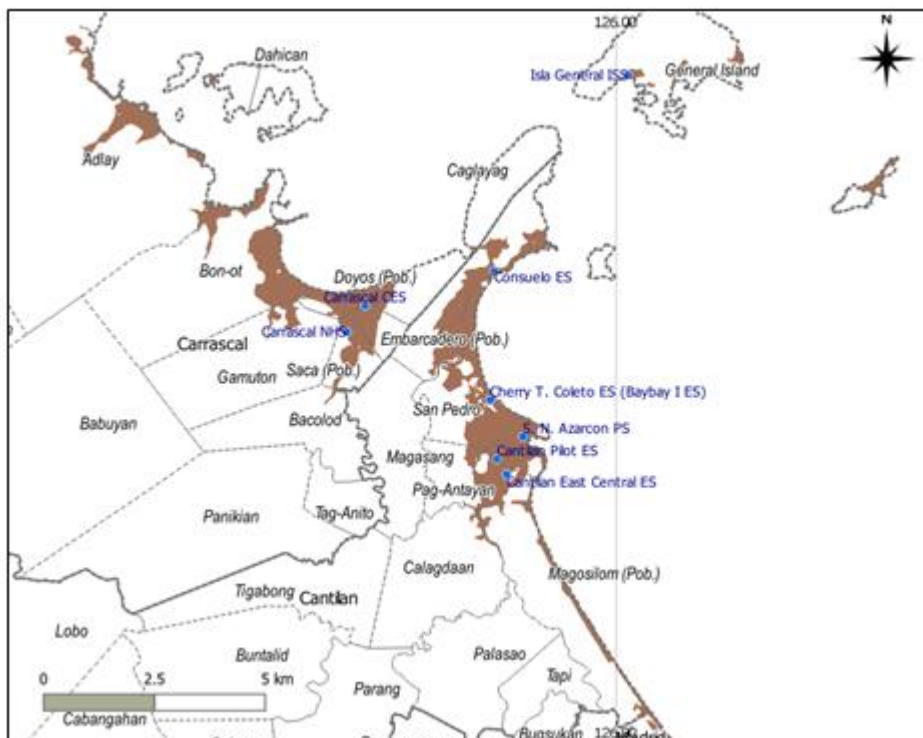 126.00
N
Dahican
Isla General ISS
General Island
Adlay
Caglayag
Bon-ot
Doyos (Pob.)
Consuelo ES
Carrascal CES
Carrascal NHS
Embarcadero (Pob.)
Carrascal
Gamuton
Saca (Pob.)
Cherry T. Coleto ES (Baybay I ES)
San Pedro
Bacolod
Babuyan
S. N. Azarcon PS
Magasang
Cantilan Pilot ES
Pag-Antayan
Cantilan East Central ES
Panikian
Tag-Anito
Calagdaan
Magosilom (Pob.)
Tigabong
Cantilan
Lobo
Buntalid
Palasao
0 2.5 5 km
Tapi
Parang
Cabangahan
Bugsukan
126.00